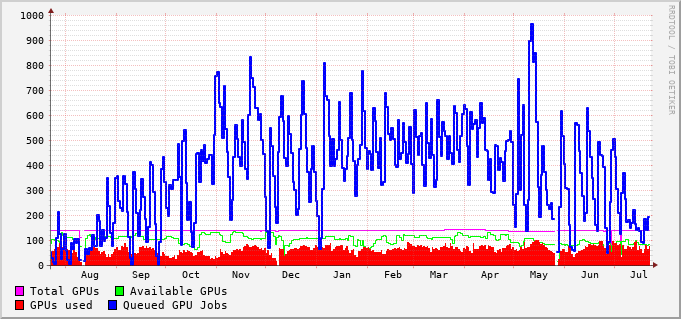 1000
900
800
700
600
500
400
300
200
100
0
Aug Sep Oct Nov Dec Jan Feb Mar Apr May Jun Jul
Total GPUs Available GPUs
GPUs used Queued GPU Jobs
RRDTOOL / TOBI OETIKER